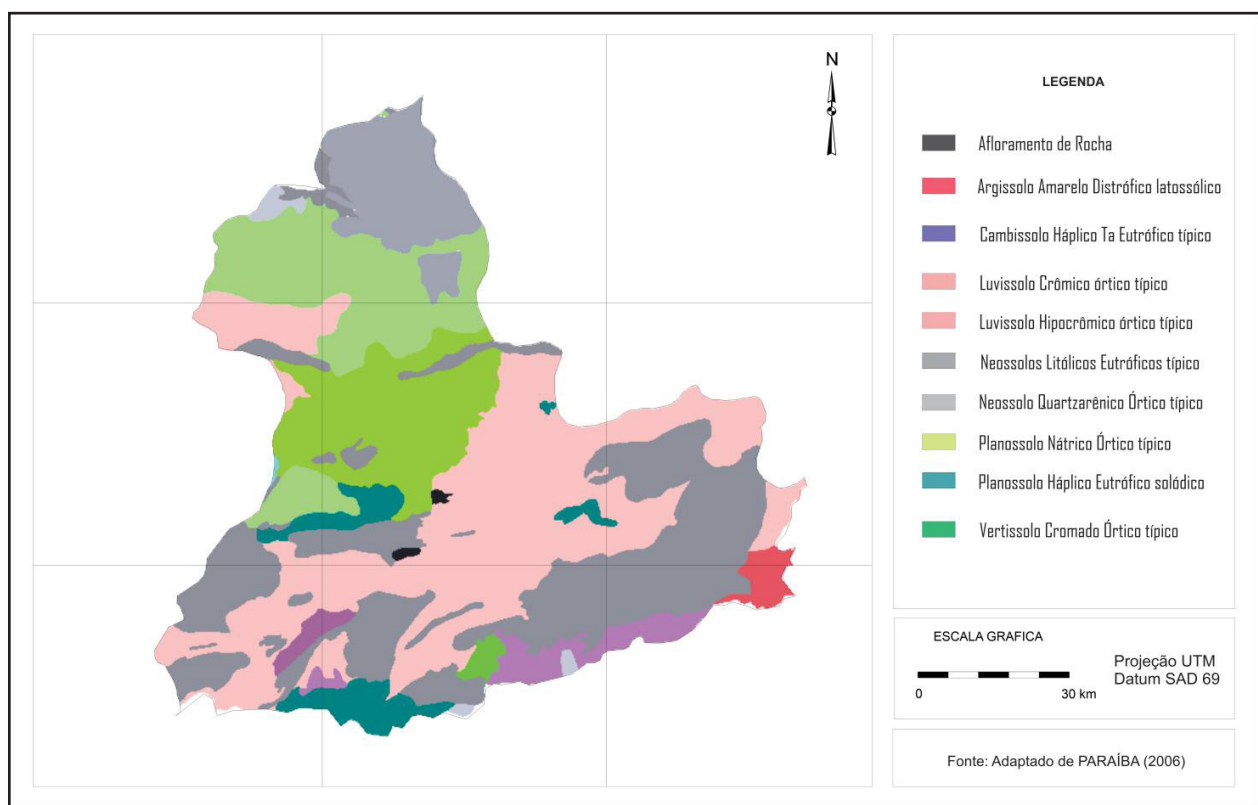 N
LEGENDA
Afloramento de Rocha
Argissolo Amarelo Distrófico latossólico
Cambissolo Háplico Ta Eutrófico típico
Luvissolo Crômico órtico típico
Luvissolo Hipocrômico órtico típico
Neossolos Litólicos Eutróficos típico
Neossolo Quartzarênico Órtico típico
Planossolo Nátrico Órtico típico
Planossolo Háplico Eutrófico solódico
Vertissolo Cromado Órtico típico
ESCALA GRAFICA
0 30 km
Projeção UTM
Datum SAD 69
Fonte: Adaptado de PARAÍBA (2006)